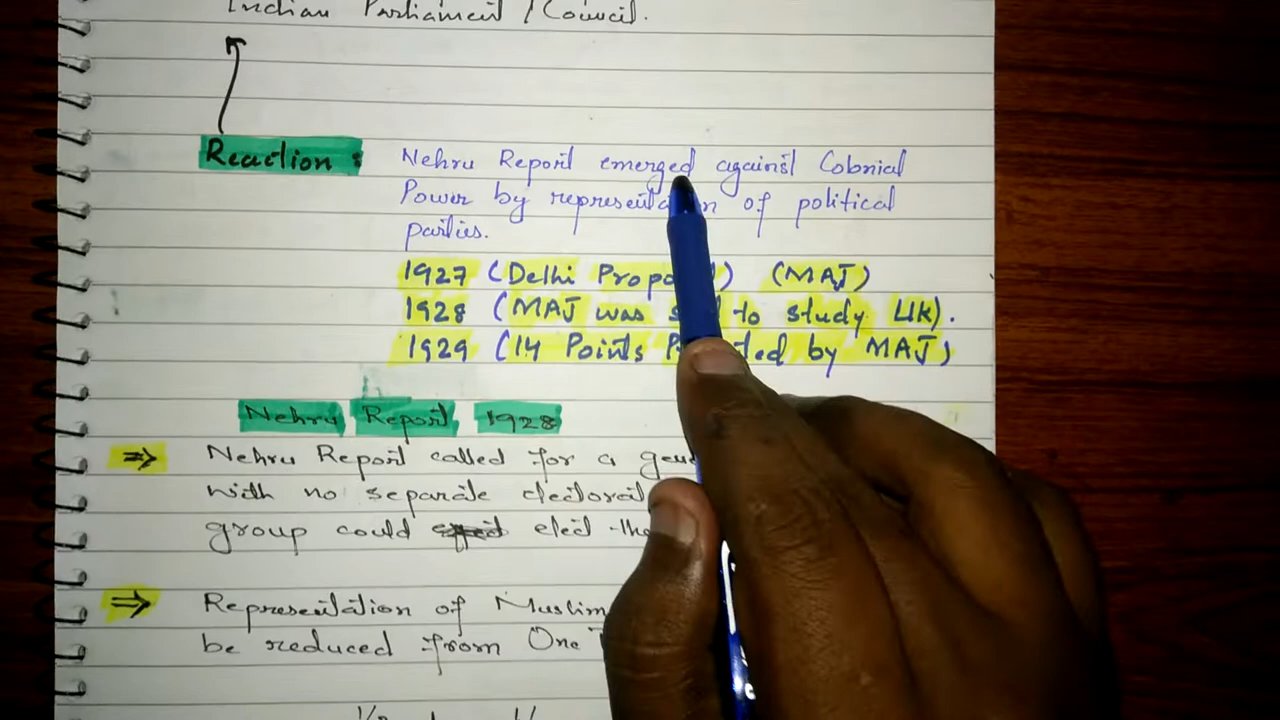 Indian Parliament / Council.
Reaction : Nehru Report emerged against Colonial
Power by representation of political
parties.
1927 (Delhi Proposal) (MAJ)
1928 (MAJ was to study UK).
1929 (14 Points by MAJ)
Nehru Report 1928
⇒ Nehru Report called for a
with no separate electoral
group could elect
⇒ Representation of Muslim
be reduced from One